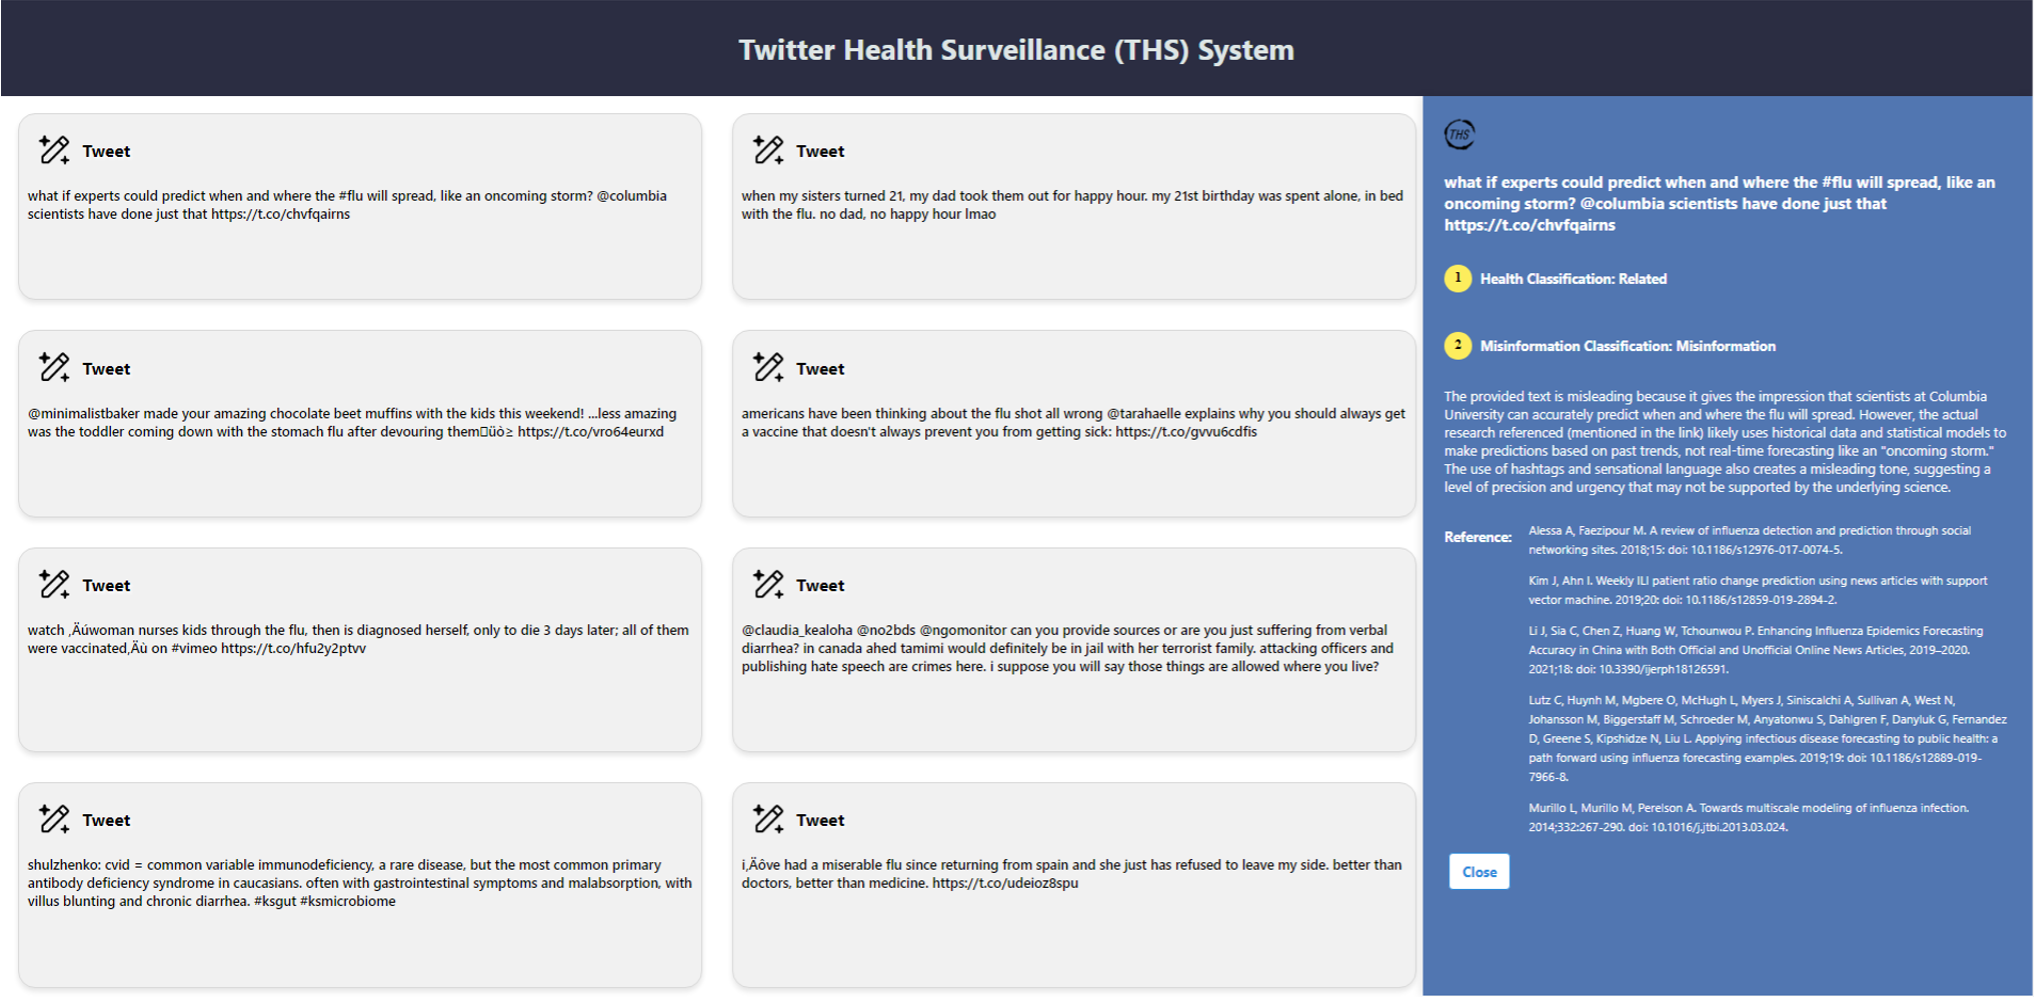 Twitter Health Surveillance (THS) System
Tweet
what if experts could predict when and where the #flu will spread, like an oncoming storm? @columbia
scientists have done just that https://t.co/chvfqairns
Tweet
when my sisters turned 21, my dad took them out for happy hour. my 21st birthday was spent alone, in bed
with the flu. no dad, no happy hour lmao
Tweet
@minimalistbaker made your amazing chocolate beet muffins with the kids this weekend! ...less amazing
was the toddler coming down with the stomach flu after devouring them□üò≥ https://t.co/vro64eurxd
Tweet
americans have been thinking about the flu shot all wrong @tarahaelle explains why you should always get
a vaccine that doesn't always prevent you from getting sick: https://t.co/gvvu6cdfis
Tweet
watch ‚Äúwoman nurses kids through the flu, then is diagnosed herself, only to die 3 days later; all of them
were vaccinated‚Äù on #vimeo https://t.co/hfu2y2ptvv
Tweet
@claudia_kealoha @no2bds @ngomonitor can you provide sources or are you just suffering from verbal
diarrhea? in canada ahed tamimi would definitely be in jail with her terrorist family. attacking officers and
publishing hate speech are crimes here. i suppose you will say those things are allowed where you live?
Tweet
shulzhenko: cvid = common variable immunodeficiency, a rare disease, but the most common primary
antibody deficiency syndrome in caucasians. often with gastrointestinal symptoms and malabsorption, with
villus blunting and chronic diarrhea. #ksgut #ksmicrobiome
Tweet
i‚Äôve had a miserable flu since returning from spain and she just has refused to leave my side. better than
doctors, better than medicine. https://t.co/udeioz8spu
THS
what if experts could predict when and where the #flu will spread, like an
oncoming storm? @columbia scientists have done just that
https://t.co/chvfqairns
1 Health Classification: Related
2 Misinformation Classification: Misinformation
The provided text is misleading because it gives the impression that scientists at Columbia
University can accurately predict when and where the flu will spread. However, the actual
research referenced (mentioned in the link) likely uses historical data and statistical models to
make predictions based on past trends, not real-time forecasting like an "oncoming storm."
The use of hashtags and sensational language also creates a misleading tone, suggesting a
level of precision and urgency that may not be supported by the underlying science.
Reference:
Alessa A, Faezipour M. A review of influenza detection and prediction through social
networking sites. 2018;15: doi: 10.1186/s12976-017-0074-5.
Kim J, Ahn I. Weekly ILI patient ratio change prediction using news articles with support
vector machine. 2019;20: doi: 10.1186/s12859-019-2894-2.
Li J, Sia C, Chen Z, Huang W, Tchounwou P. Enhancing Influenza Epidemics Forecasting
Accuracy in China with Both Official and Unofficial Online News Articles, 2019–2020.
2021;18: doi: 10.3390/ijerph18126591.
Lutz C, Huynh M, Mgbere O, McHugh L, Myers J, Siniscalchi A, Sullivan A, West N,
Johansson M, Biggerstaff M, Schroeder M, Anyatonwu S, Dahlgren F, Danyluk G, Fernandez
D, Greene S, Kipshidze N, Liu L. Applying infectious disease forecasting to public health: a
path forward using influenza forecasting examples. 2019;19: doi: 10.1186/s12889-019-
7966-8.
Murillo L, Murillo M, Perelson A. Towards multiscale modeling of influenza infection.
2014;332:267-290. doi: 10.1016/j.jtbi.2013.03.024.
Close